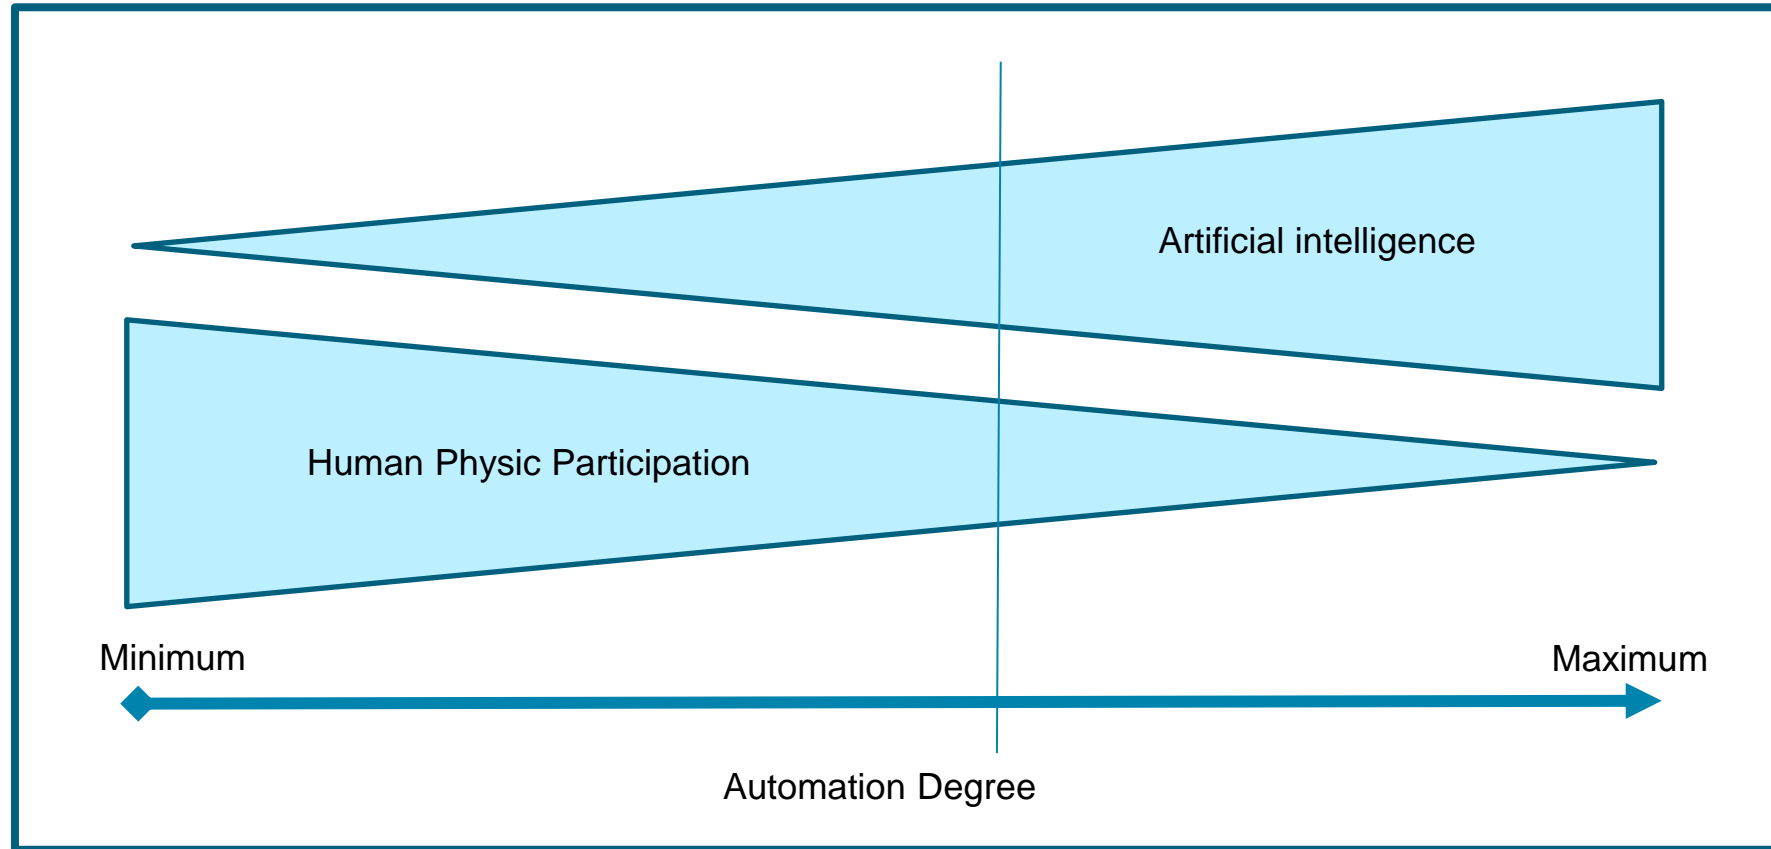 Artificial intelligence
Human Physic Participation
Minimum
Maximum
Automation Degree